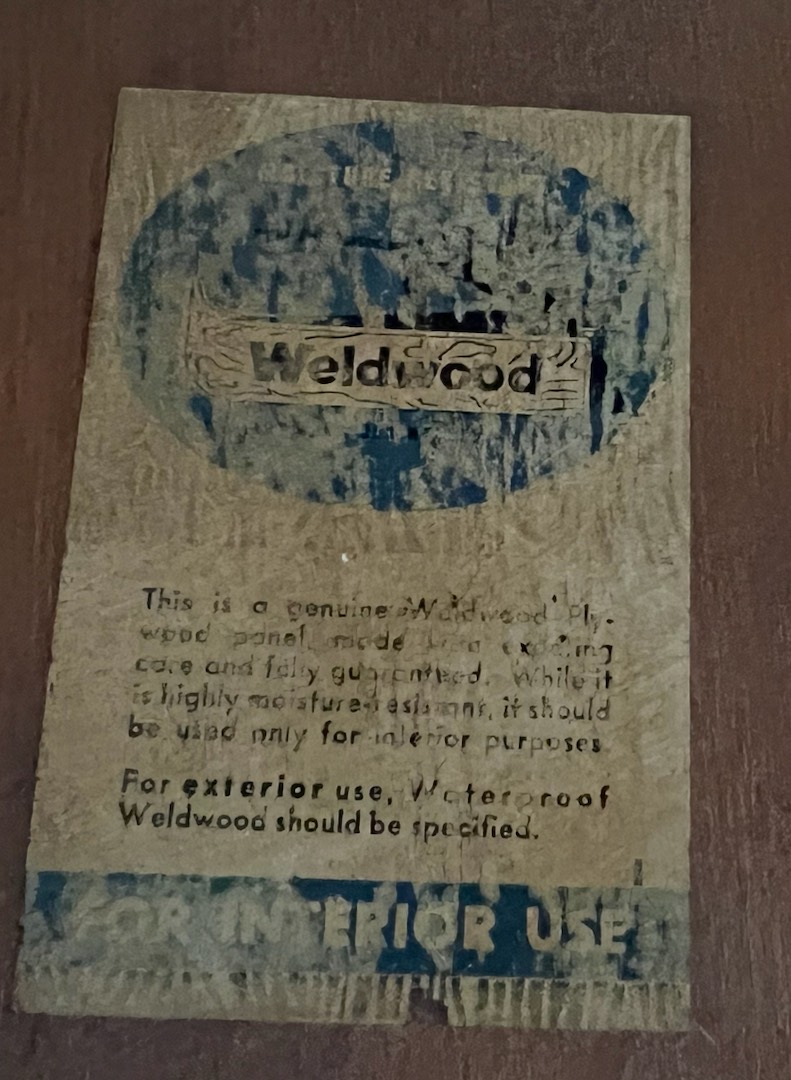 MOISTURE
Weldwood
This is a genuine Weldwood Ply-
wood panel, made exacting
care and fully guaranteed. While it
is highly moisture-resistant, it should
be used only for interior purposes
For exterior use, Waterproof
Weldwood should be specified.
FOR INTERIOR USE